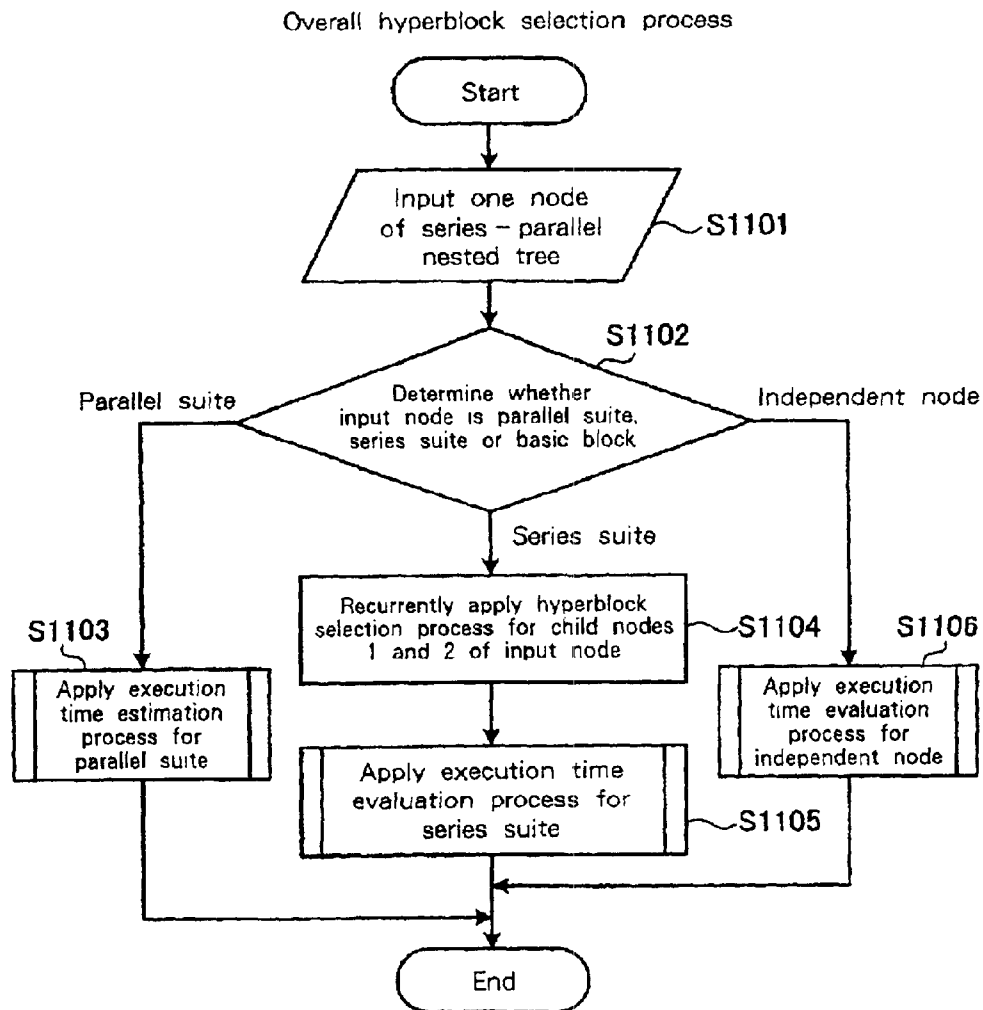 Overall hyperblock selection process
Start
Input one node
of series - parallel
nested tree
S1101
S1102
Determine whether
input node is parallel suite,
series suite or basic block
Parallel suite
Independent node
Series suite
S1103
Apply execution
time estimation
process for
parallel suite
Recurrently apply hyperblock
selection process for child nodes
1 and 2 of input node
S1104
Apply execution time
evaluation process for
series suite
S1105
S1106
Apply execution
time evaluation
process for
independent node
End